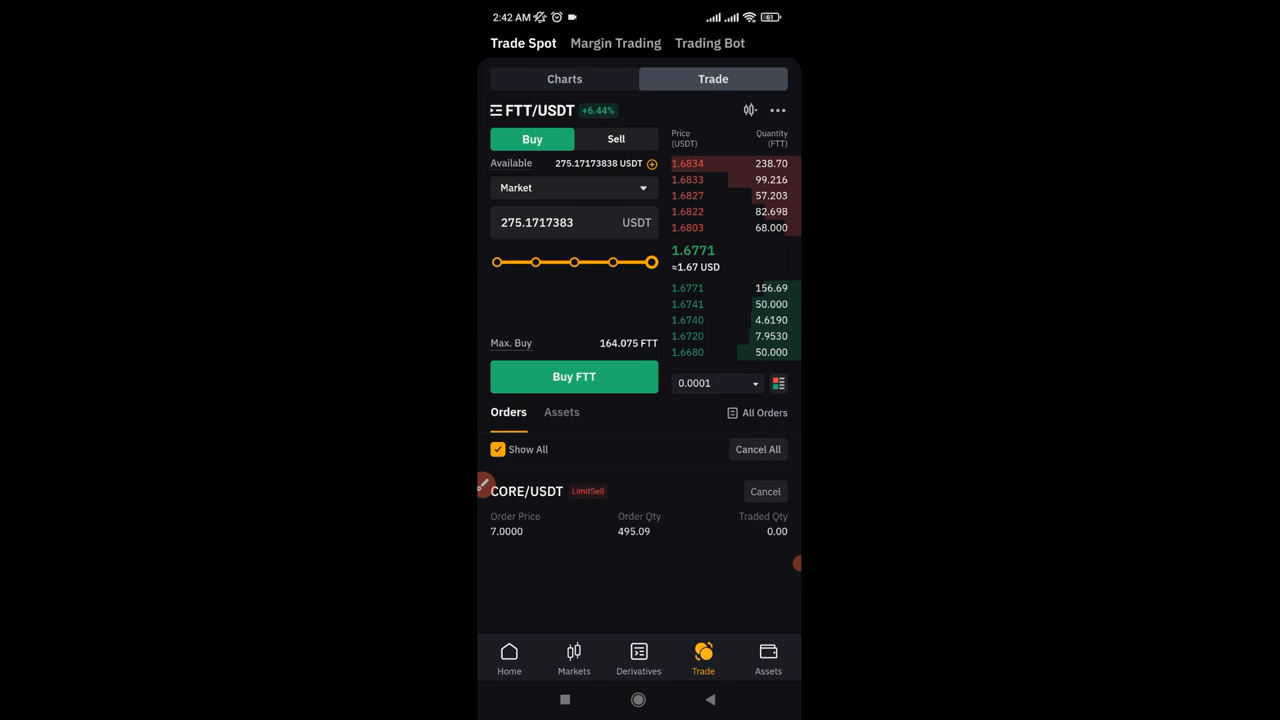 2:42 AM
61
Trade Spot Margin Trading Trading Bot
Charts Trade
FTT/USDT +6.44%
Buy Sell
Available 275.17173838 USDT
Market
275.1717383 USDT
Max. Buy 164.075 FTT
Buy FTT
Price Quantity
(USDT) (FTT)
1.6834 238.70
1.6833 99.216
1.6827 57.203
1.6822 82.698
1.6803 68.000
1.6771
≈1.67 USD
1.6771 156.69
1.6741 50.000
1.6740 4.6190
1.6720 7.9530
1.6680 50.000
0.0001
Orders Assets All Orders
Show All Cancel All
CORE/USDT LimitSell Cancel
Order Price Order Qty Traded Qty
7.0000 495.09 0.00
Home Markets Derivatives Trade Assets